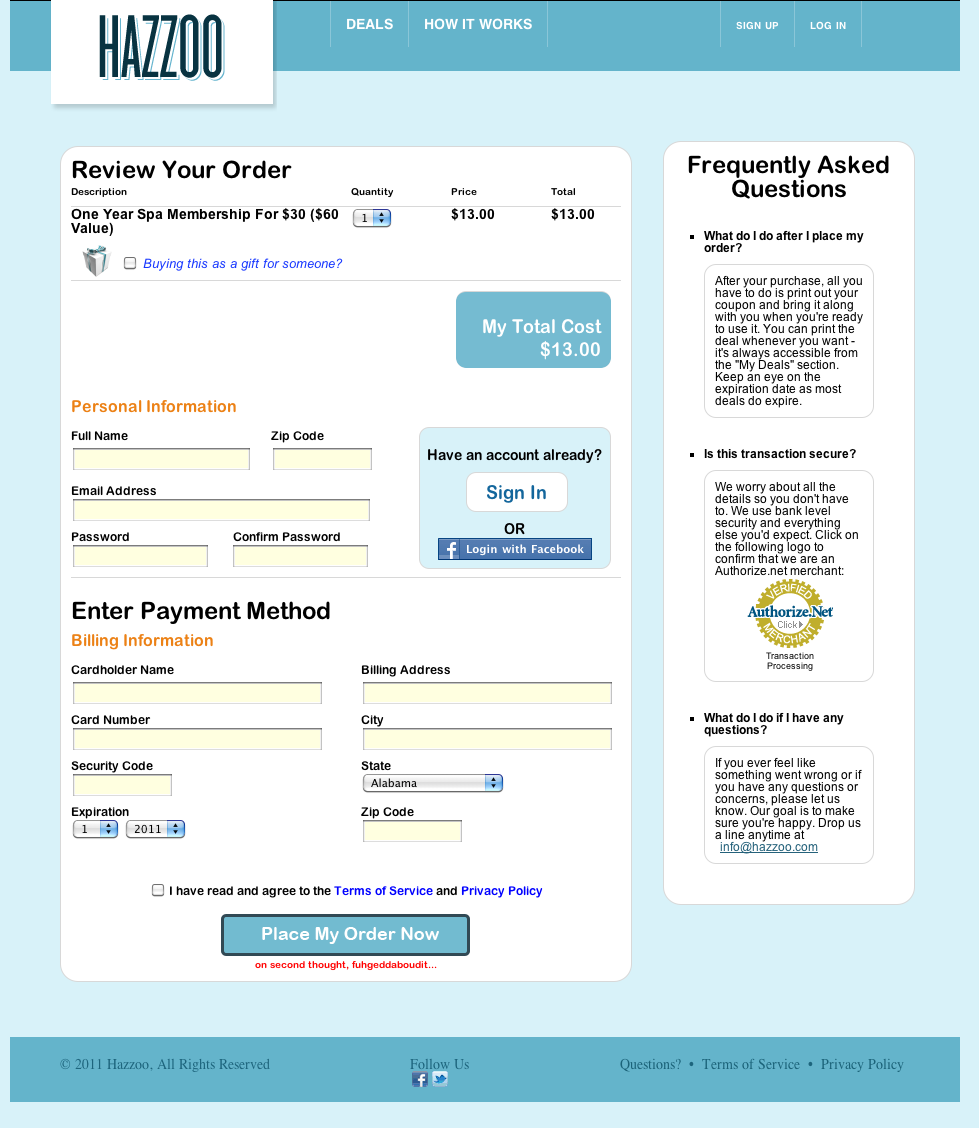 HAZZOO
DEALS
HOW IT WORKS
SIGN UP
LOG IN
Review Your Order
Description Quantity Price Total
One Year Spa Membership For $30 ($60
Value)
1
$13.00
$13.00
Buying this as a gift for someone?
My Total Cost
$13.00
Personal Information
Full Name
Zip Code
Email Address
Password
Confirm Password
Have an account already?
Sign In
OR
f Login with Facebook
Enter Payment Method
Billing Information
Cardholder Name
Billing Address
Card Number
City
Security Code
State
Alabama
Expiration
1
2011
Zip Code
I have read and agree to the Terms of Service and Privacy Policy
Place My Order Now
on second thought, fuhgeddaboudit...
Frequently Asked
Questions
What do I do after I place my
order?
After your purchase, all you
have to do is print out your
coupon and bring it along
with you when you're ready
to use it. You can print the
deal whenever you want -
it's always accessible from
the "My Deals" section.
Keep an eye on the
expiration date as most
deals do expire.
Is this transaction secure?
We worry about all the
details so you don't have
to. We use bank level
security and everything
else you'd expect. Click on
the following logo to
confirm that we are an
Authorize.net merchant:
VERIFIED
Authorize.Net
Click
MERCHANT
Transaction
Processing
What do I do if I have any
questions?
If you ever feel like
something went wrong or if
you have any questions or
concerns, please let us
know. Our goal is to make
sure you're happy. Drop us
a line anytime at
info@hazzoo.com
© 2011 Hazzoo, All Rights Reserved
Follow Us
f
Questions? • Terms of Service • Privacy Policy